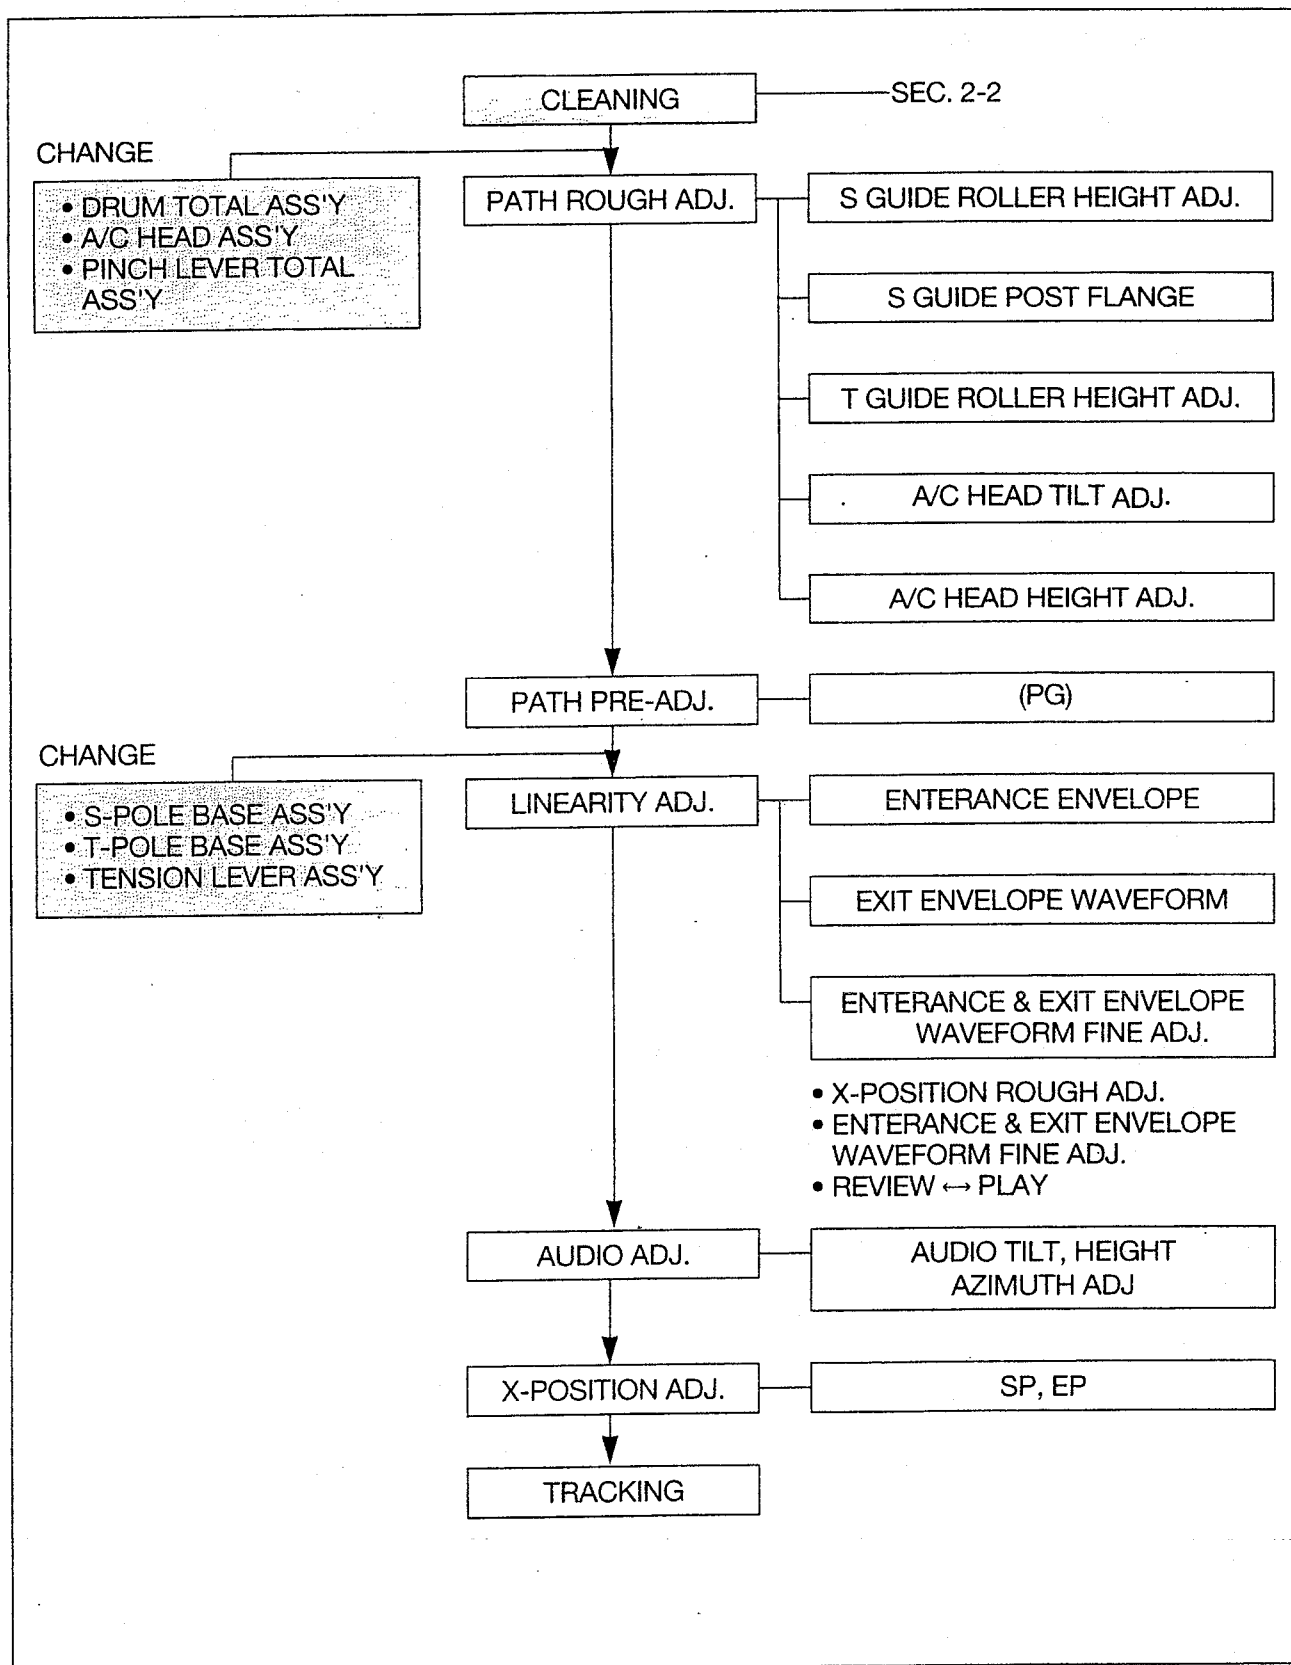 CLEANING
SEC. 2-2
CHANGE
• DRUM TOTAL ASS'Y
• A/C HEAD ASS'Y
• PINCH LEVER TOTAL
ASS'Y
PATH ROUGH ADJ.
S GUIDE ROLLER HEIGHT ADJ.
S GUIDE POST FLANGE
T GUIDE ROLLER HEIGHT ADJ.
A/C HEAD TILT ADJ.
A/C HEAD HEIGHT ADJ.
PATH PRE-ADJ.
(PG)
CHANGE
• S-POLE BASE ASS'Y
• T-POLE BASE ASS'Y
• TENSION LEVER ASS'Y
LINEARITY ADJ.
ENTERANCE ENVELOPE
EXIT ENVELOPE WAVEFORM
ENTERANCE & EXIT ENVELOPE
WAVEFORM FINE ADJ.
• X-POSITION ROUGH ADJ.
• ENTERANCE & EXIT ENVELOPE
WAVEFORM FINE ADJ.
• REVIEW ↔ PLAY
AUDIO ADJ.
AUDIO TILT, HEIGHT
AZIMUTH ADJ
X-POSITION ADJ.
SP, EP
TRACKING